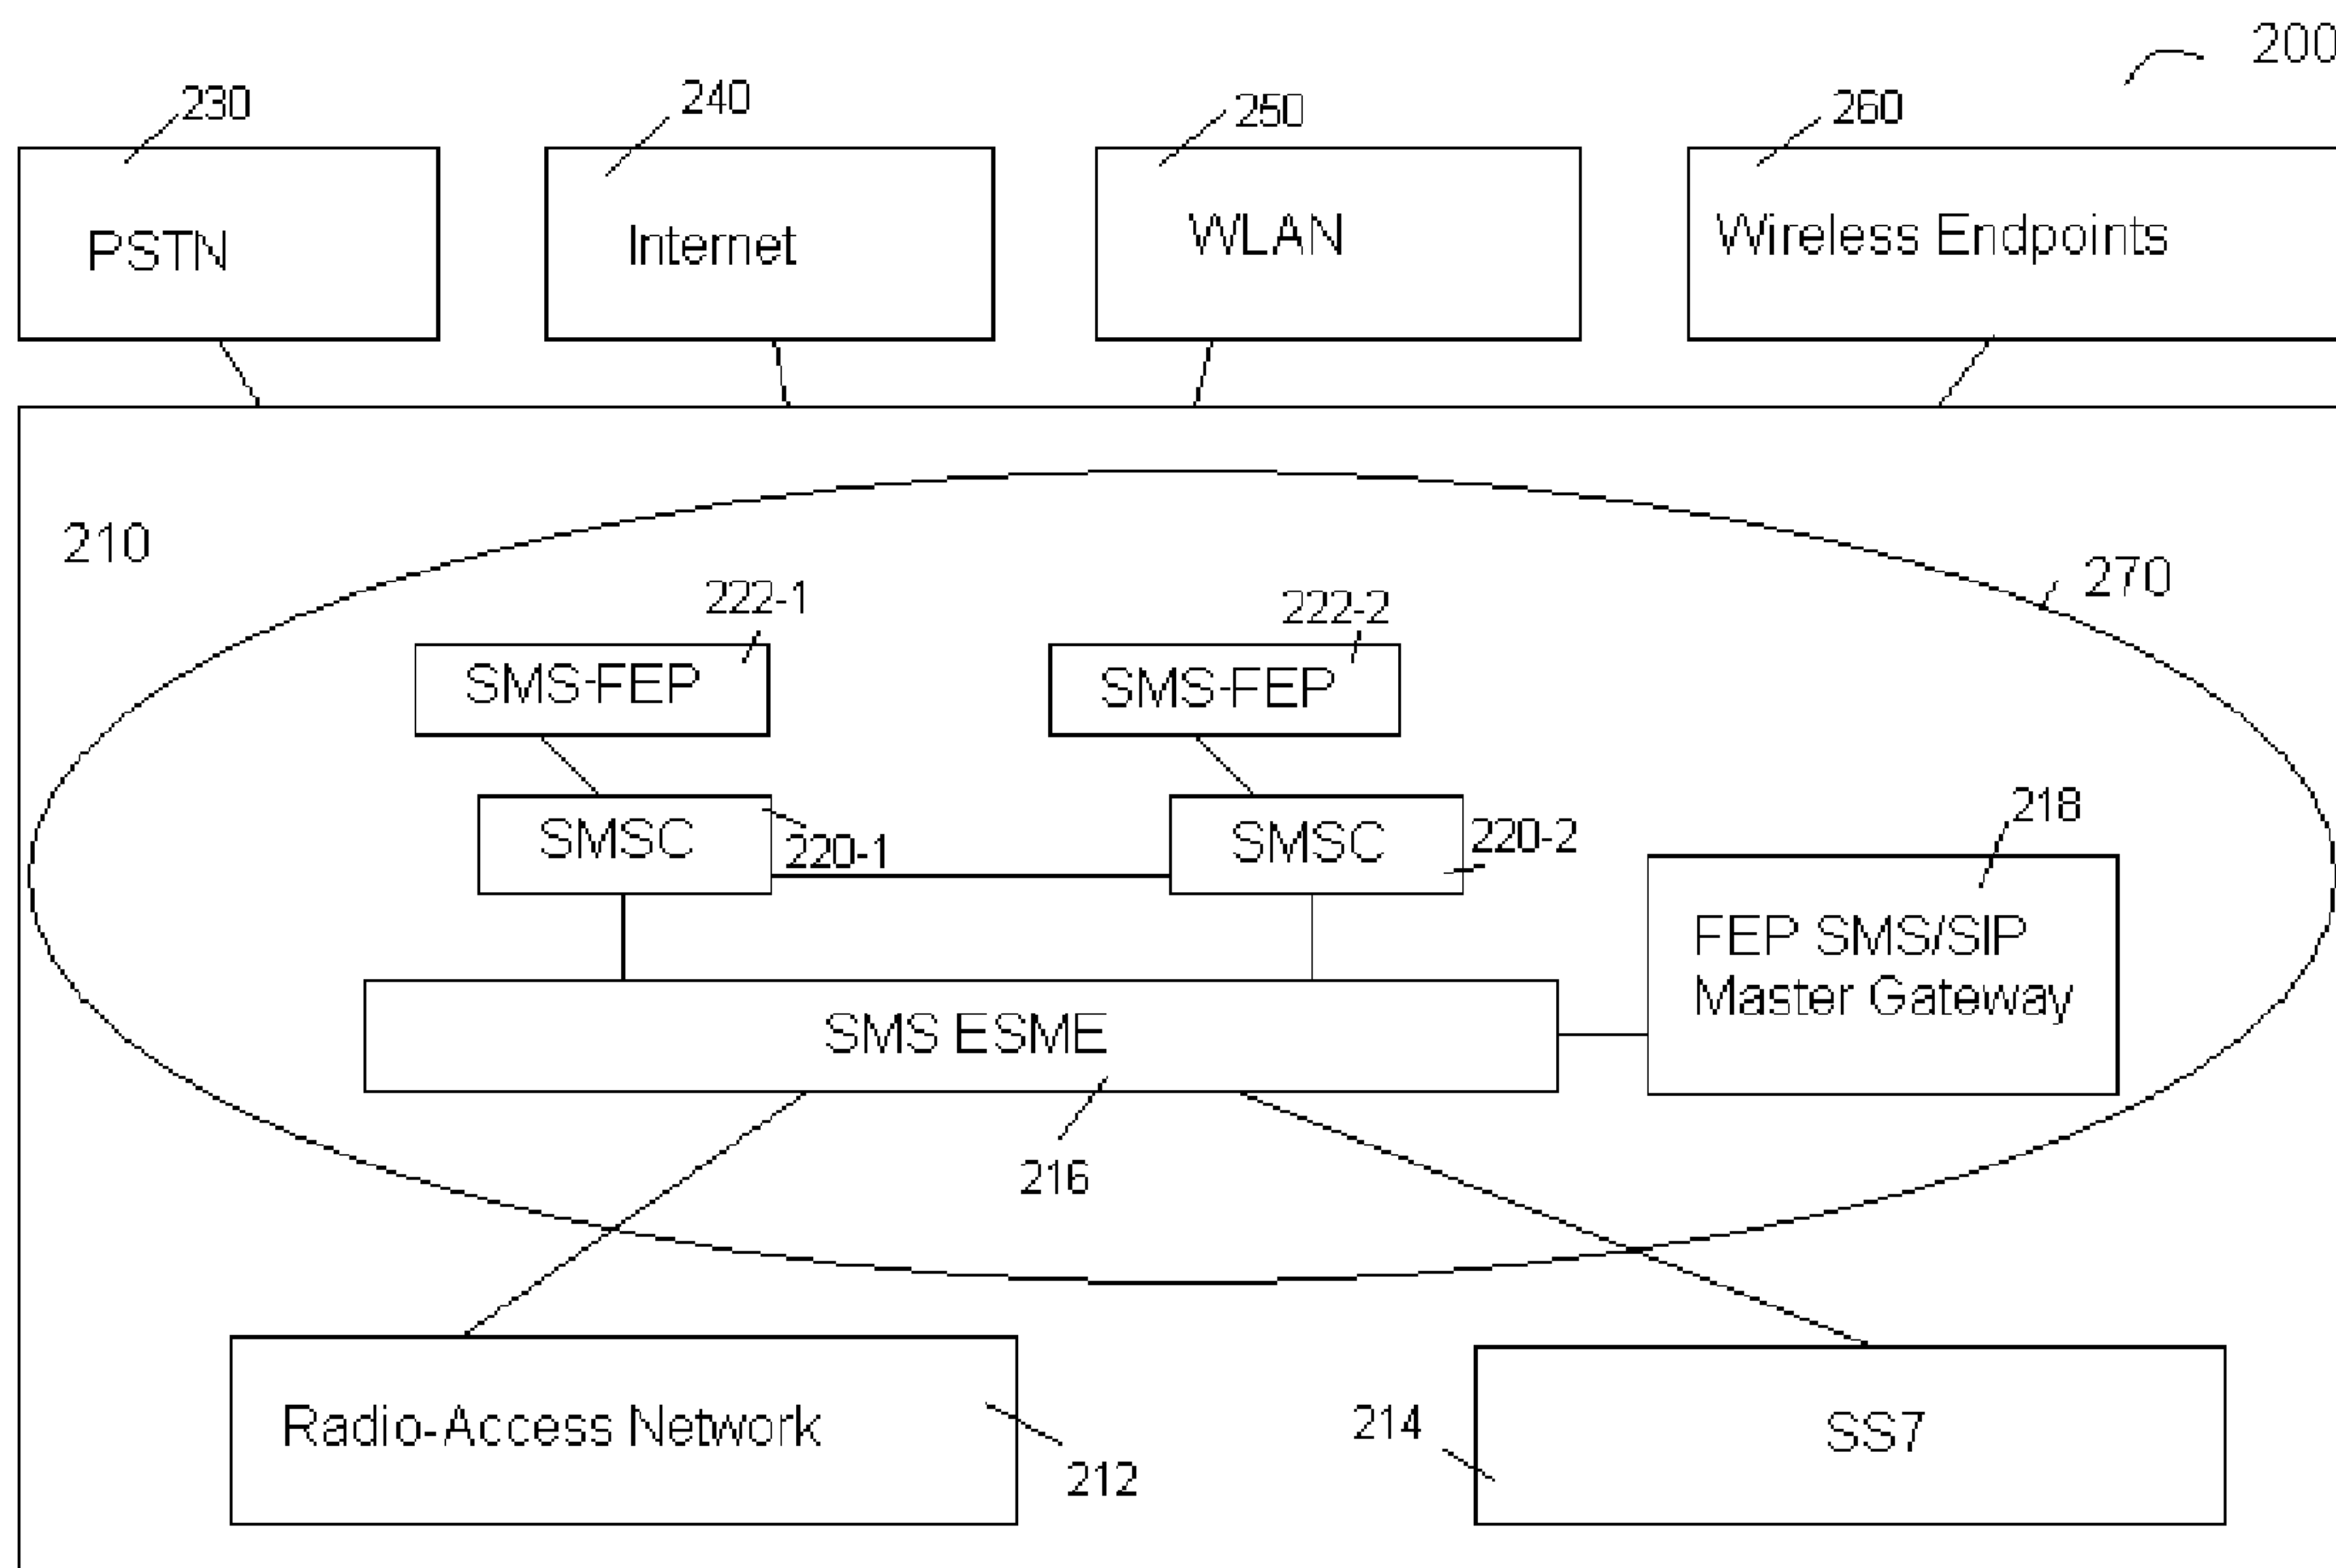 200
230
240
250
260
PSTN
Internet
WLAN
Wireless Endpoints
210
270
222-1
222-2
SMS-FEP
SMS-FEP
218
SMSC
220-1
SMSC
220-2
FEP SMS/SIP
Master Gateway
SMS ESME
216
Radio-Access Network
212
214
SS7